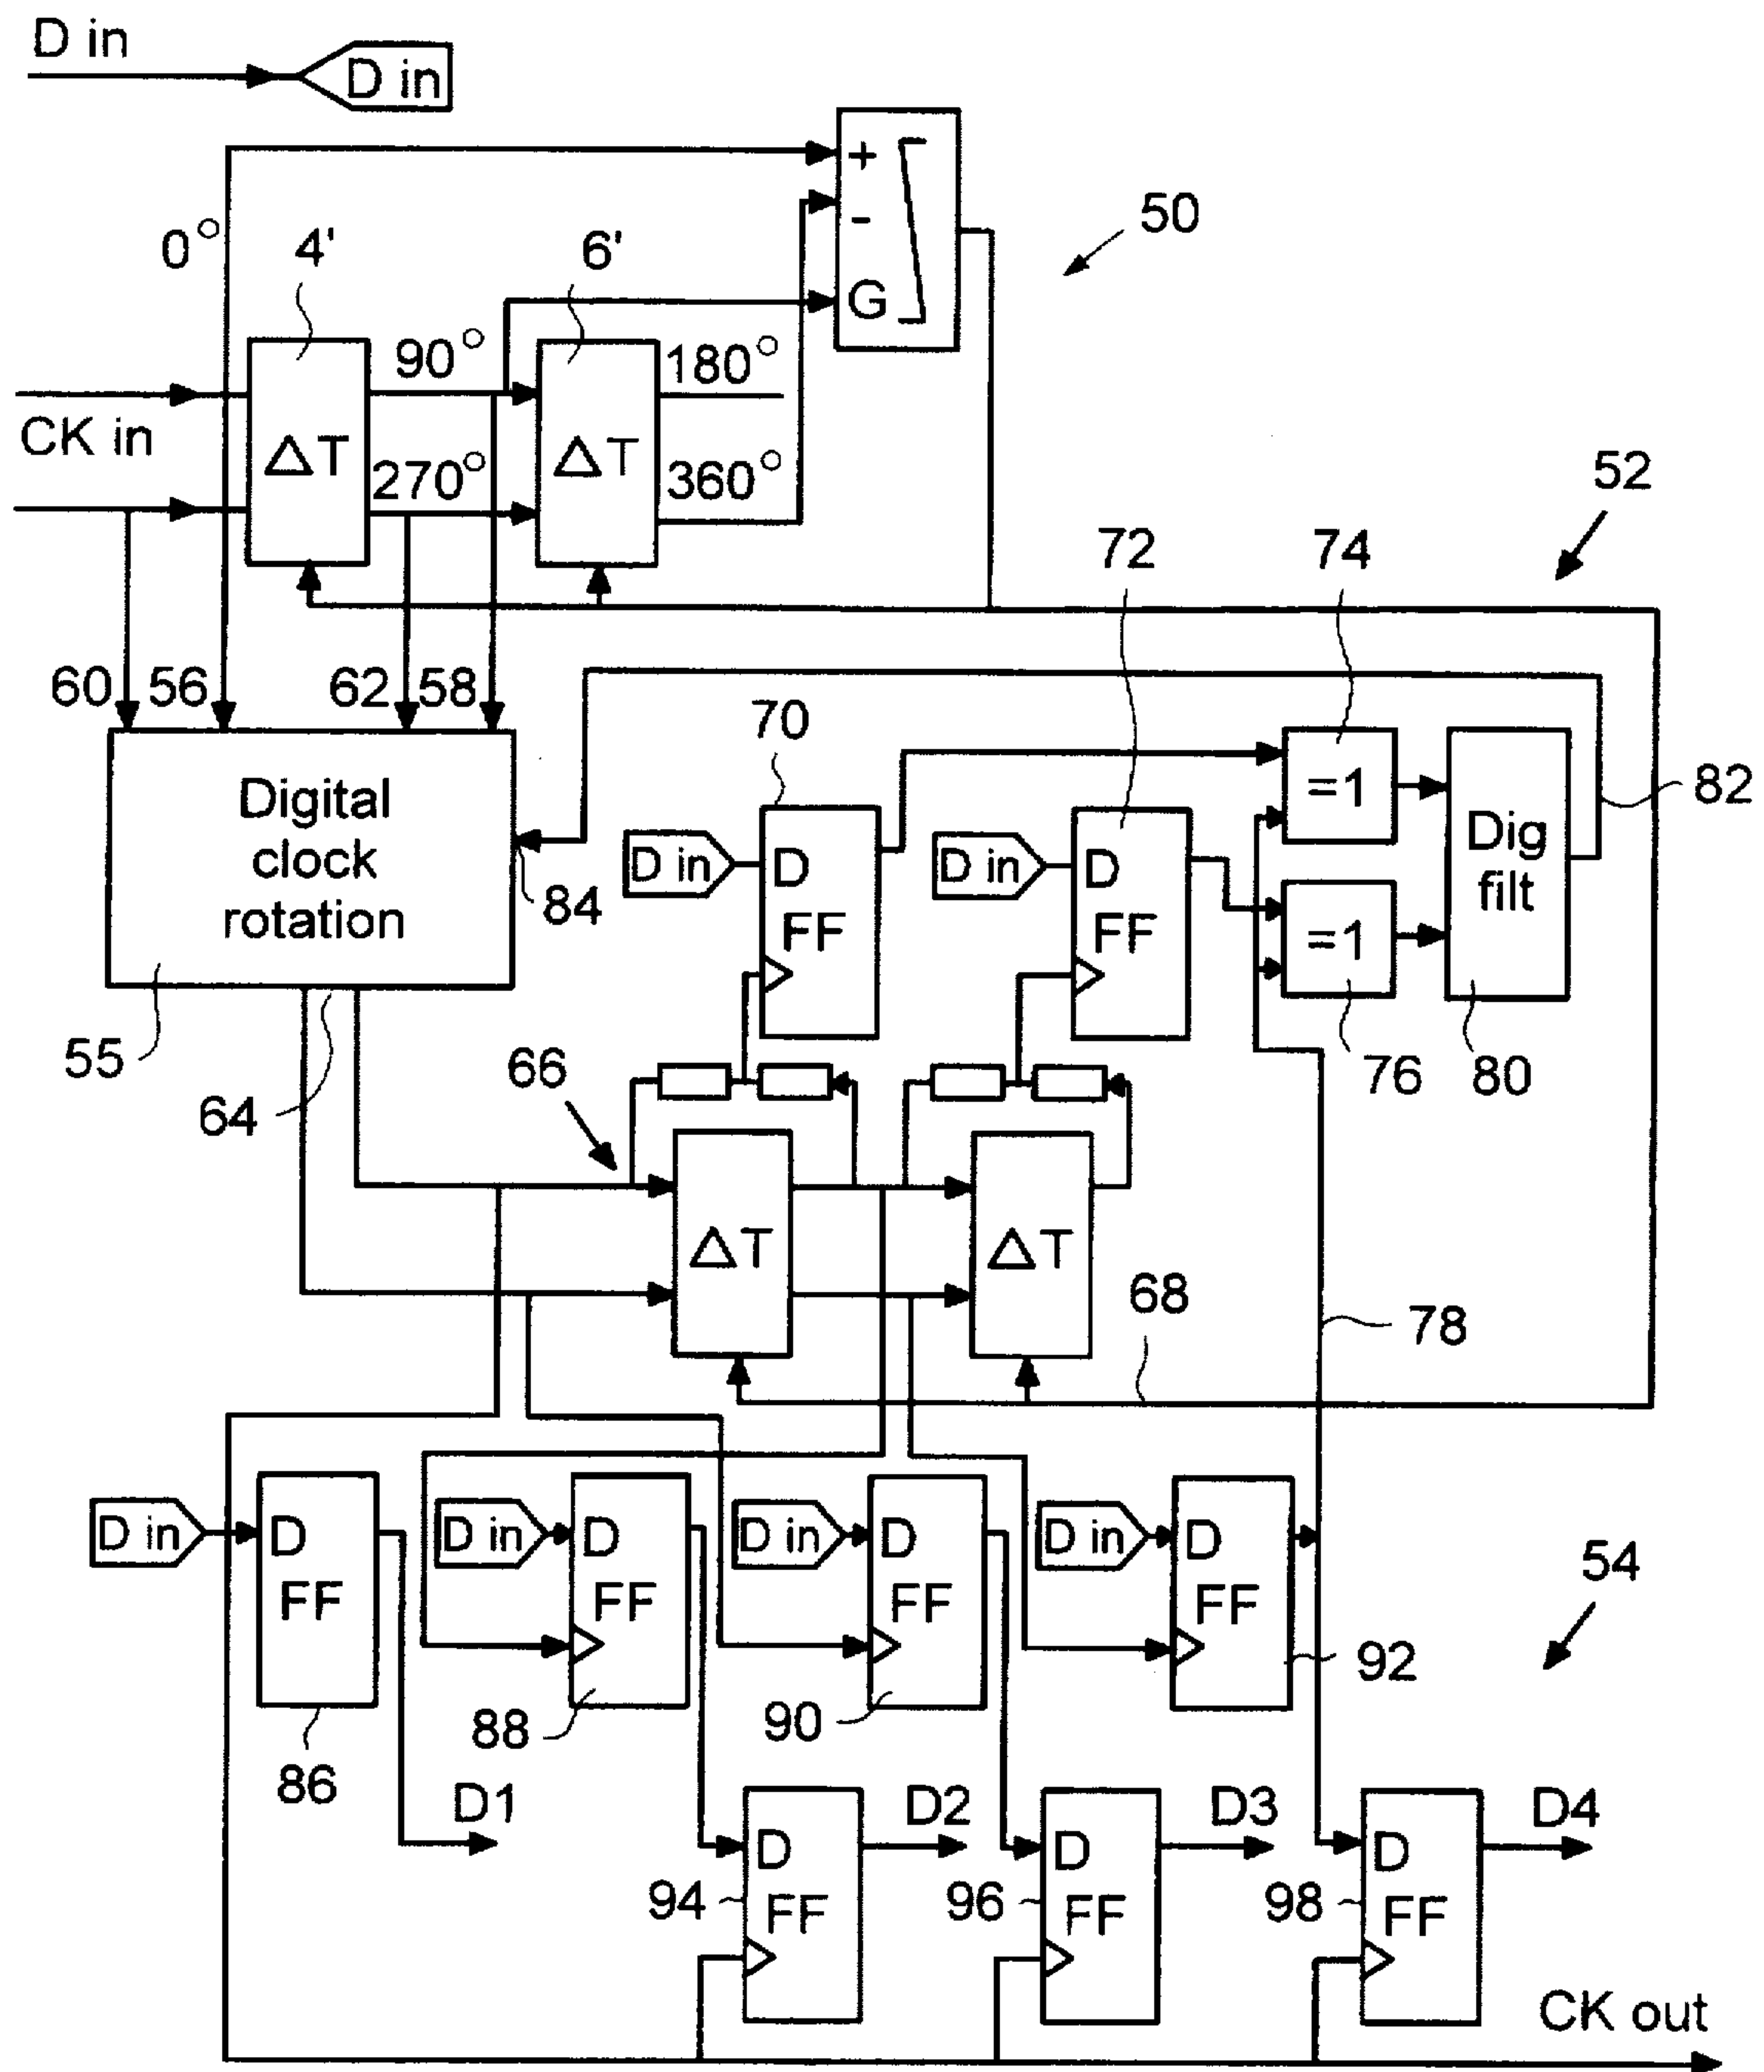 D in
D in
+
-
G
50
0°
4'
6'
90°
180°
CK in
ΔT
ΔT
270°
360°
52
72
74
60
56
62
58
70
=1
82
Digital
clock
rotation
84
D in
D
FF
D in
D
FF
Dig
filt
=1
55
66
76
80
64
ΔT
ΔT
68
78
D in
D
FF
D in
D
FF
D in
D
FF
D in
D
FF
54
92
88
90
86
D1
D2
D3
D4
D
FF
94
D
FF
96
D
FF
98
CK out